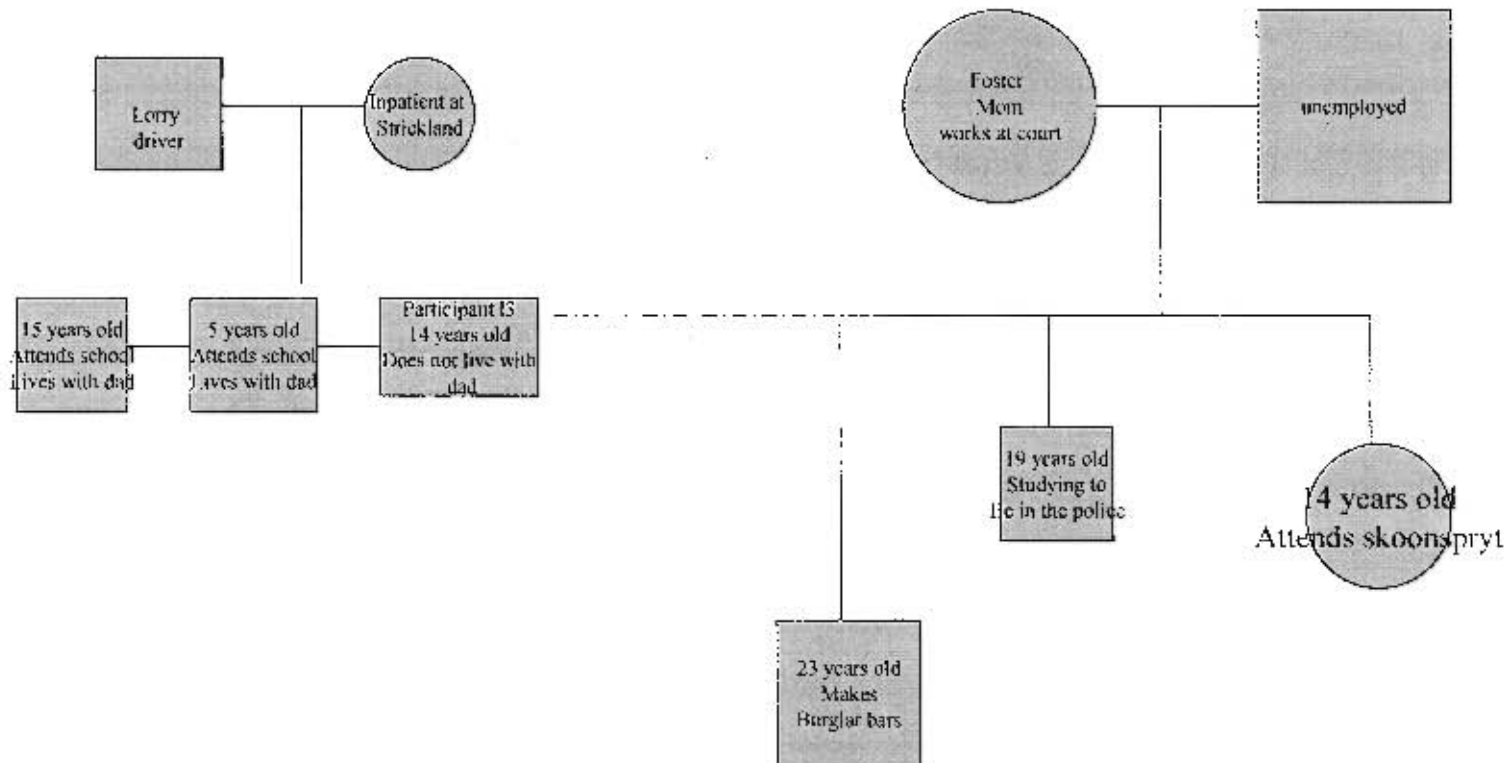 Lorry
driver
Inpatient at
Strickland
Foster
Mom
works at court
unemployed
15 years old
Attends school
Lives with dad
5 years old
Attends school
Laves with dad
Participant 13
14 years old
Does not live with
dad
19 years old
Studying to
be in the police
14 years old
Attends skoonspryt
23 years old
Makes
Burglar bars